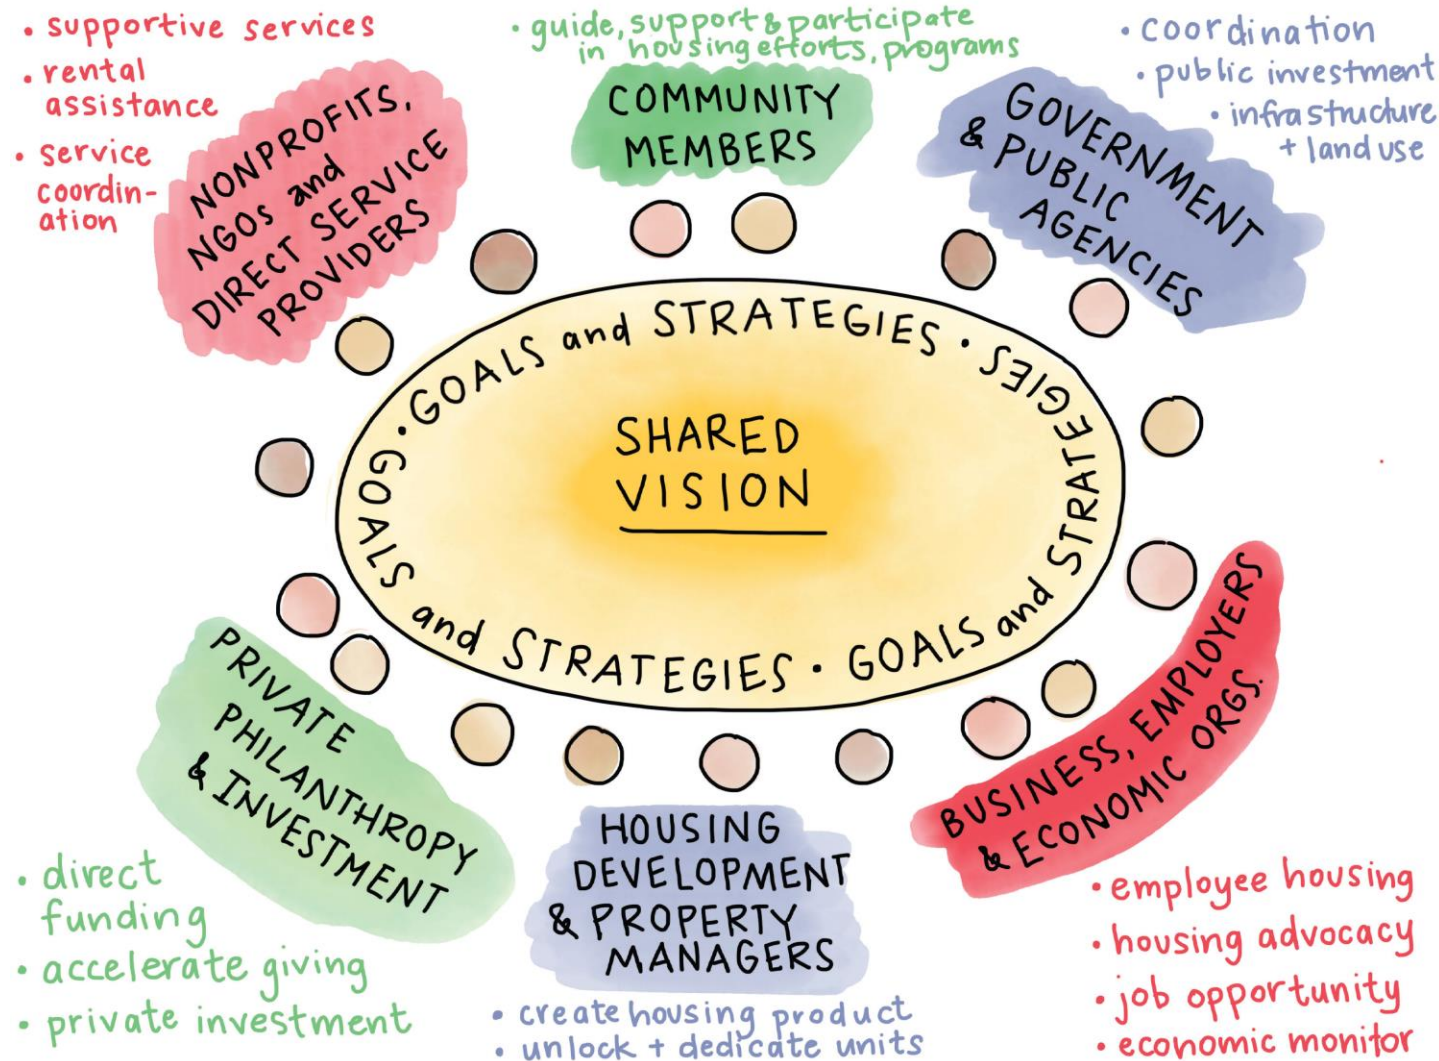 • supportive services
• rental
assistance
• service
coordin-
ation
NONPROFITS,
NGOs and
DIRECT SERVICE
PROVIDERS
• guide, support & participate
in housing efforts, programs
COMMUNITY
MEMBERS
• coordination
• public investment
• infrastructure
+ land use
GOVERNMENT
& PUBLIC
AGENCIES
• GOALS and STRATEGIES • GOALS and STRATEGIES • GOALS and STRATEGIES
SHARED
VISION
PRIVATE
PHILANTHROPY
& INVESTMENT
• direct
funding
• accelerate giving
• private investment
HOUSING
DEVELOPMENT
& PROPERTY
MANAGERS
• create housing product
• unlock + dedicate units
BUSINESS, EMPLOYERS
& ECONOMIC ORGS.
• employee housing
• housing advocacy
• job opportunity
• economic monitor